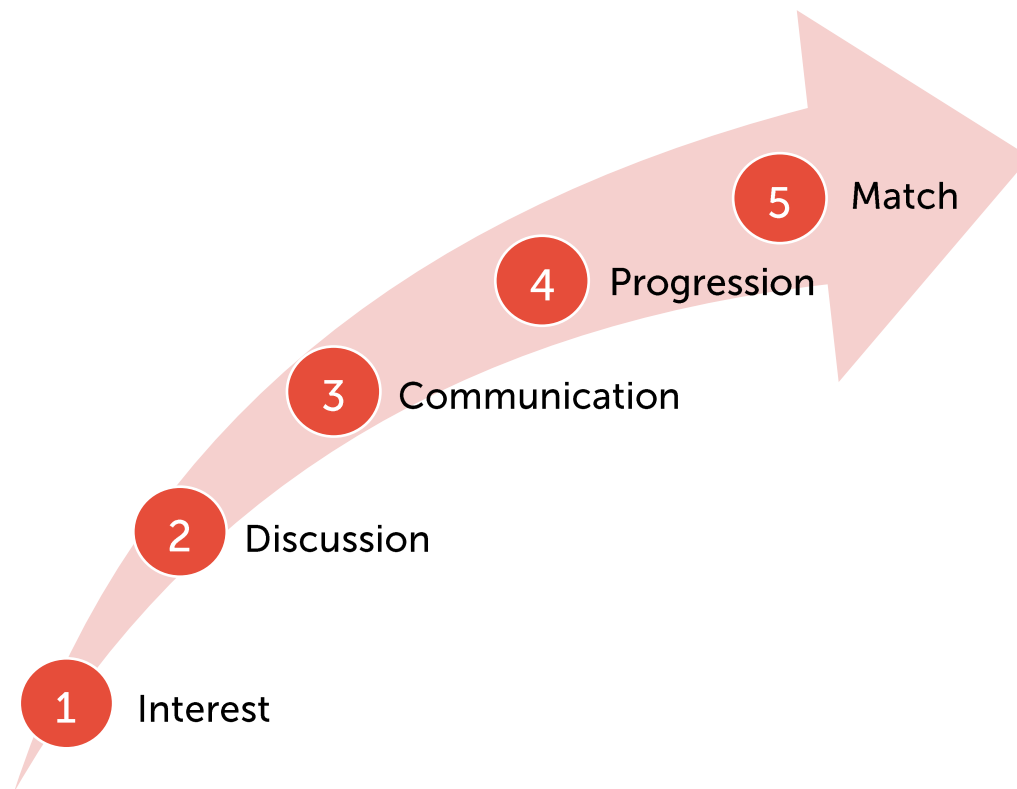 1 Interest
2 Discussion
3 Communication
4 Progression
5 Match